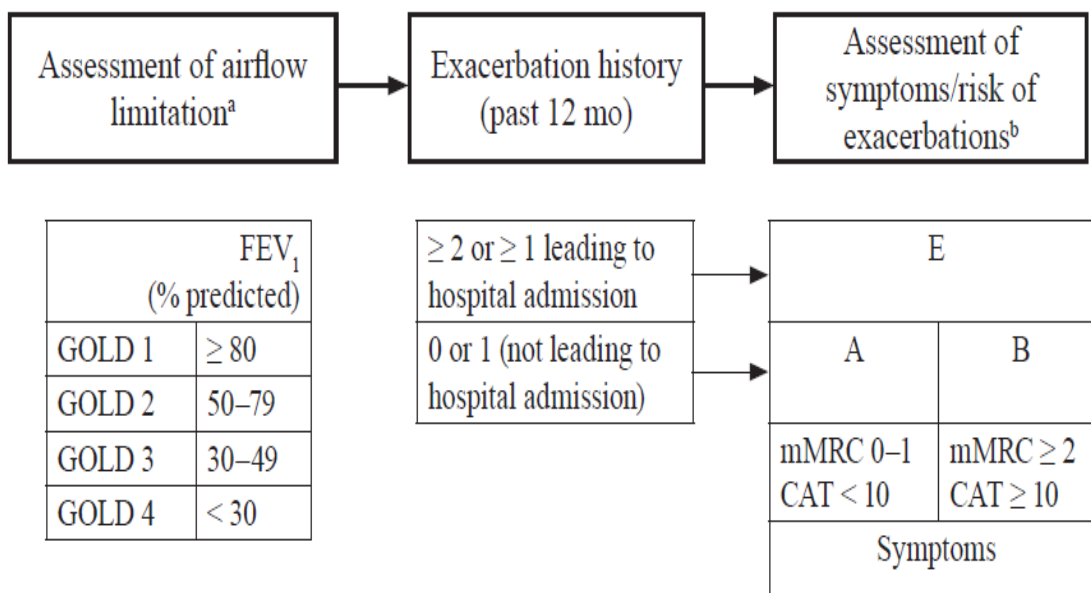 Assessment of airflow
limitationᵃ
Exacerbation history
(past 12 mo)
Assessment of
symptoms/risk of
exacerbationsᵇ
FEV₁
(% predicted)
GOLD 1 ≥ 80
GOLD 2 50–79
GOLD 3 30–49
GOLD 4 < 30
≥ 2 or ≥ 1 leading to
hospital admission
0 or 1 (not leading to
hospital admission)
E
A B
mMRC 0–1 mMRC ≥ 2
CAT < 10 CAT ≥ 10
Symptoms